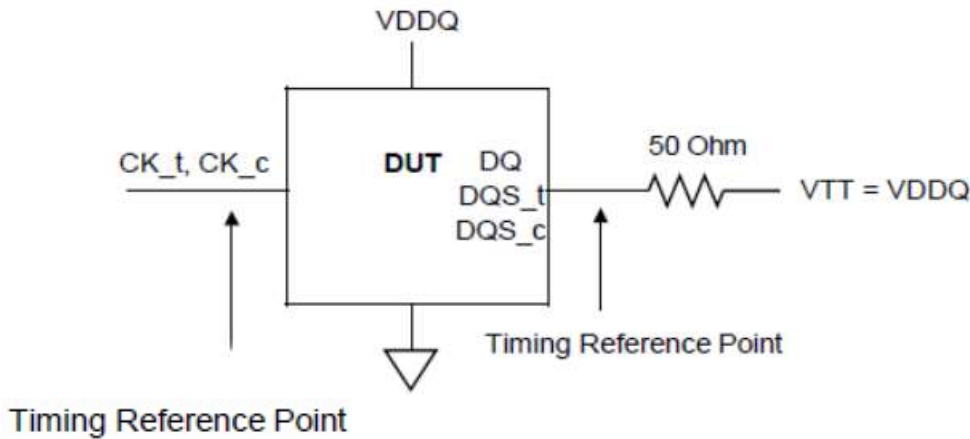 VDDQ
CK_t, CK_c
DUT
DQ
DQS_t
DQS_c
50 Ohm
VTT = VDDQ
Timing Reference Point
Timing Reference Point